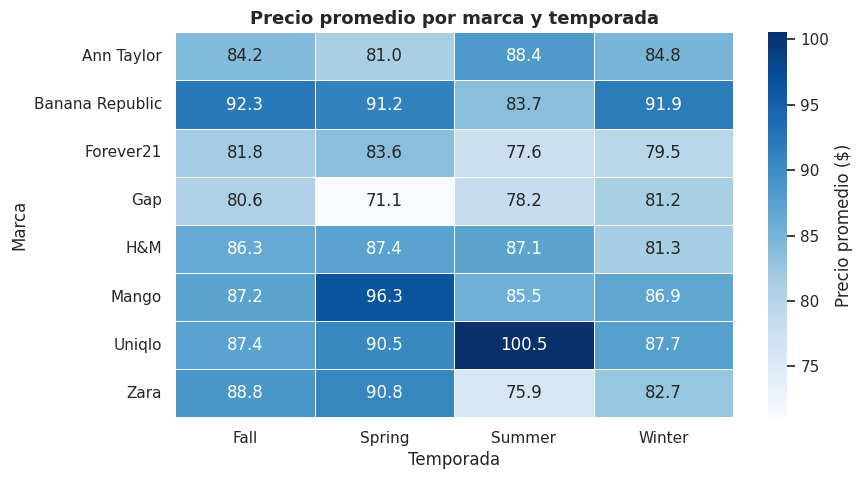 Precio promedio por marca y temporada
Marca
Ann Taylor 84.2 81.0 88.4 84.8
Banana Republic 92.3 91.2 83.7 91.9
Forever21 81.8 83.6 77.6 79.5
Gap 80.6 71.1 78.2 81.2
H&M 86.3 87.4 87.1 81.3
Mango 87.2 96.3 85.5 86.9
Uniqlo 87.4 90.5 100.5 87.7
Zara 88.8 90.8 75.9 82.7
Fall Spring Summer Winter
Temporada
100
95
90
85
80
75
Precio promedio ($)